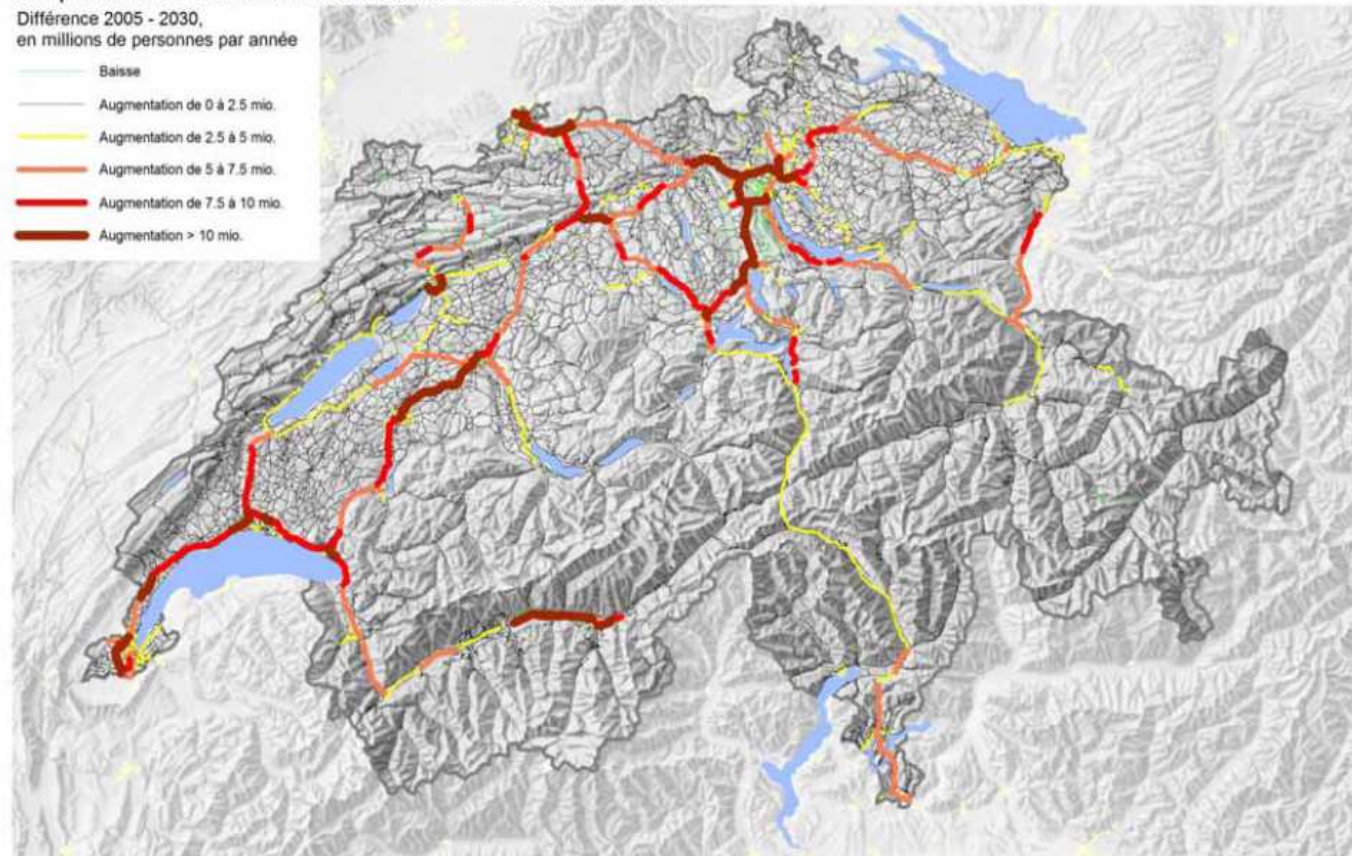 Différence 2005 - 2030,
en millions de personnes par année
Baisse
Augmentation de 0 à 2.5 mio.
Augmentation de 2.5 à 5 mio.
Augmentation de 5 à 7.5 mio.
Augmentation de 7.5 à 10 mio.
Augmentation > 10 mio.